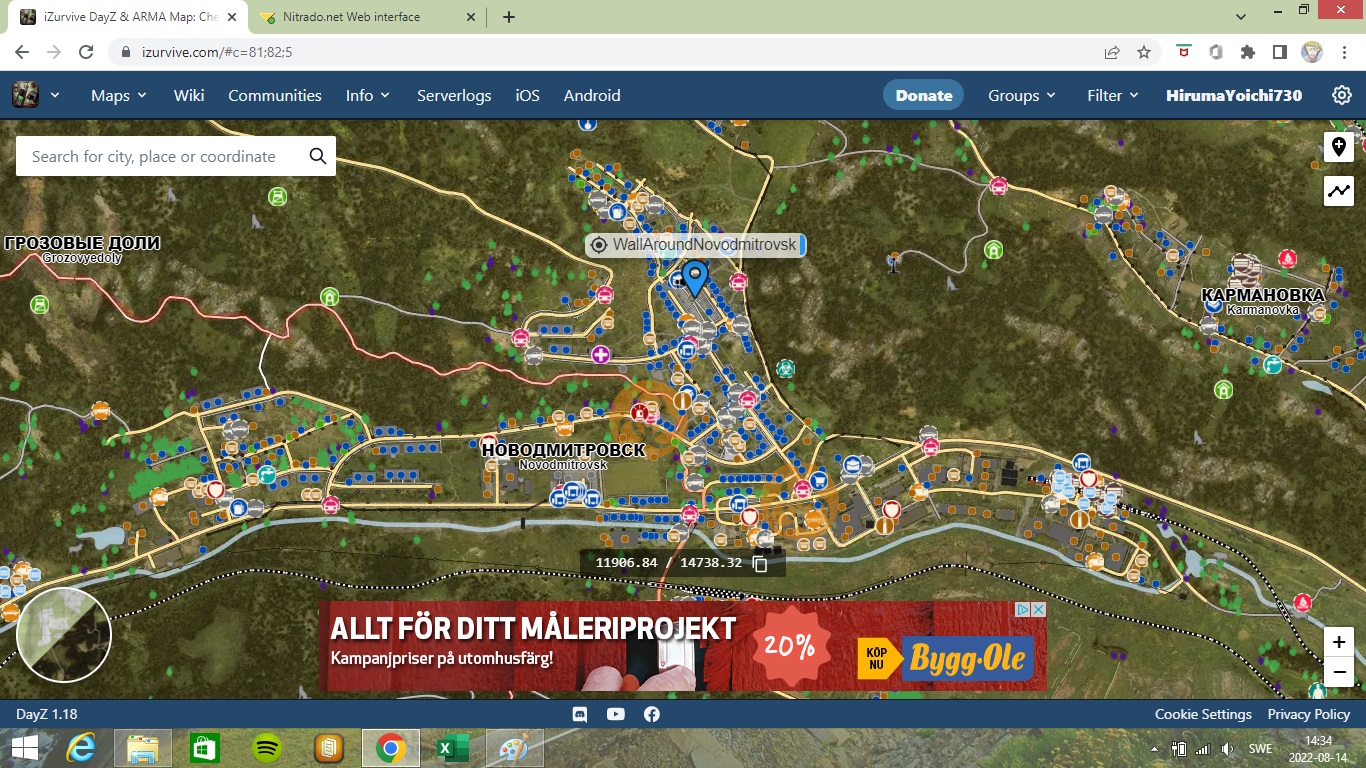 iZurvive DayZ & ARMA Map: Che
Nitrado.net Web interface
izurvive.com/#c=81;82;5
Maps
Wiki
Communities
Info
Serverlogs
iOS
Android
Donate
Groups
Filter
HirumaYoichi730
Search for city, place or coordinate
WallAroundNovodmitrovsk
ГРОЗОВЫЕ ДОЛИ
Grozovyedoly
КАРМАНОВКА
Karmanovka
НОВОДМИТРОВСК
Novodmitrovsk
11906.84 / 14738.32
ALLT FÖR DITT MÅLERIPROJEKT
Kampanjpriser på utomhusfärg!
20%
KÖP
NU
Bygg-Ole
+
−
DayZ 1.18
Cookie Settings
Privacy Policy
SWE
14:34
2022-08-14